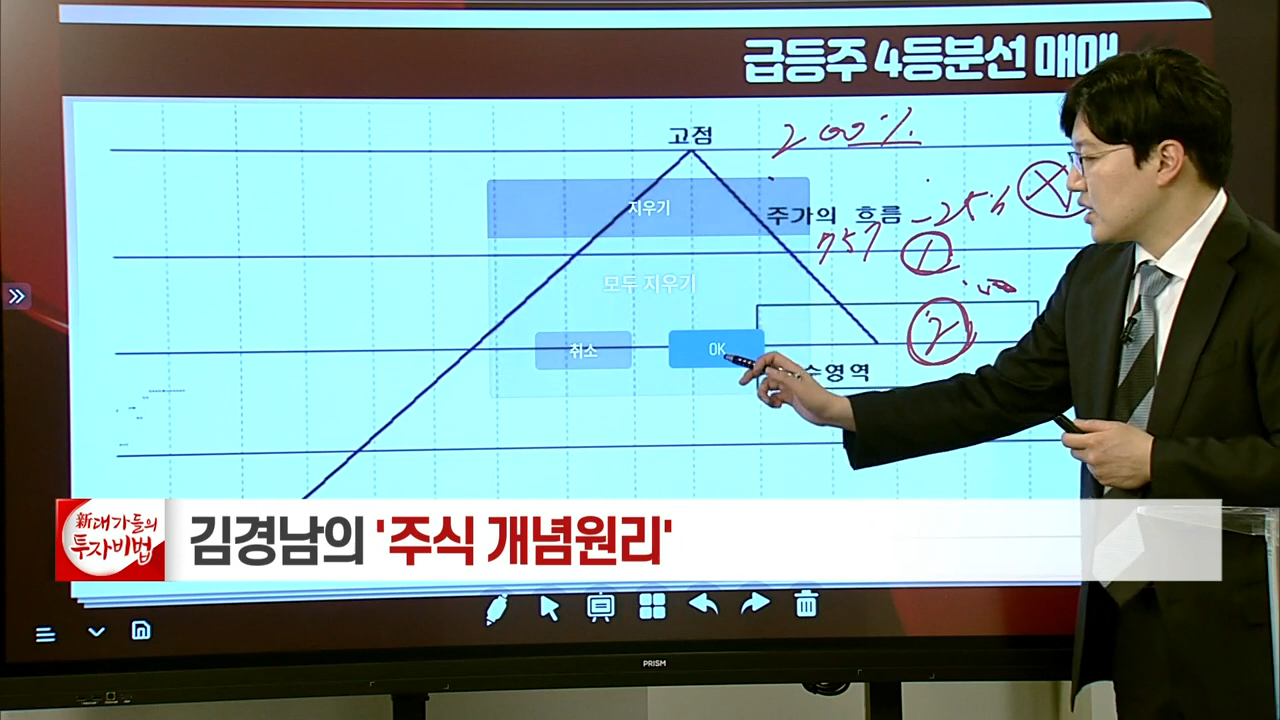 급등주 4등분선 매매
고점
200%
지우기
주가의 흐름
-25%
757
1
모두 지우기
2
취소
OK
수영역
新대가들의
투자비법
김경남의 '주식 개념원리'
PRISM